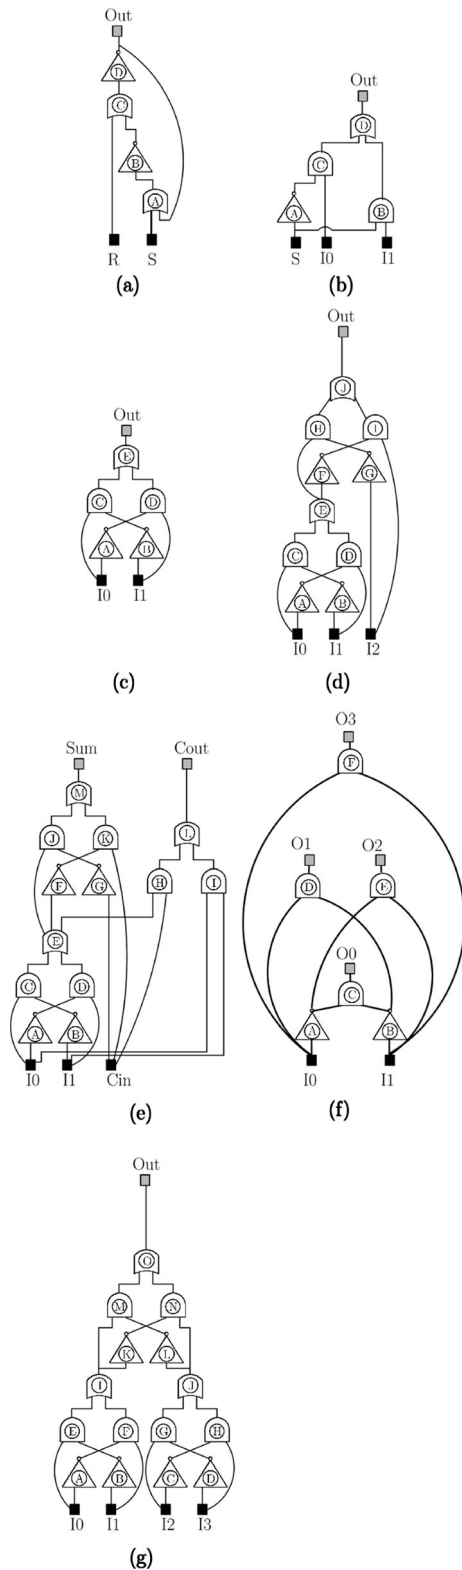 Out
D
C
B
A
R S
(a)
Out
D
C
A B
S I0 I1
(b)
Out
E
C D
A B
I0 I1
(c)
Out
J
H I
F G
E
C D
A B
I0 I1 I2
(d)
Sum Cout
M
L
J K
F G H I
E
C D
A B
I0 I1 Cin
(e)
O3
F
O1 O2
D E
O0
C
A B
I0 I1
(f)
Out
O
M N
K L
I J
E F G H
A B C D
I0 I1 I2 I3
(g)